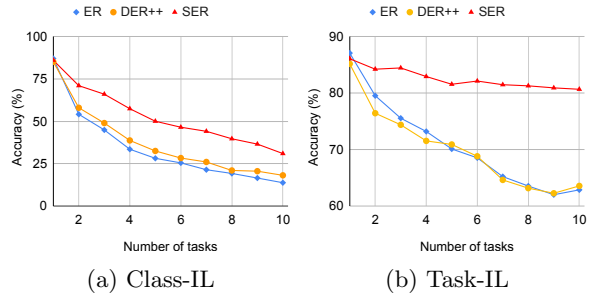 ER DER++ SER
100
75
50
25
0
Accuracy (%)
2 4 6 8 10
Number of tasks
(a) Class-IL
ER DER++ SER
90
80
70
60
Accuracy (%)
2 4 6 8 10
Number of tasks
(b) Task-IL